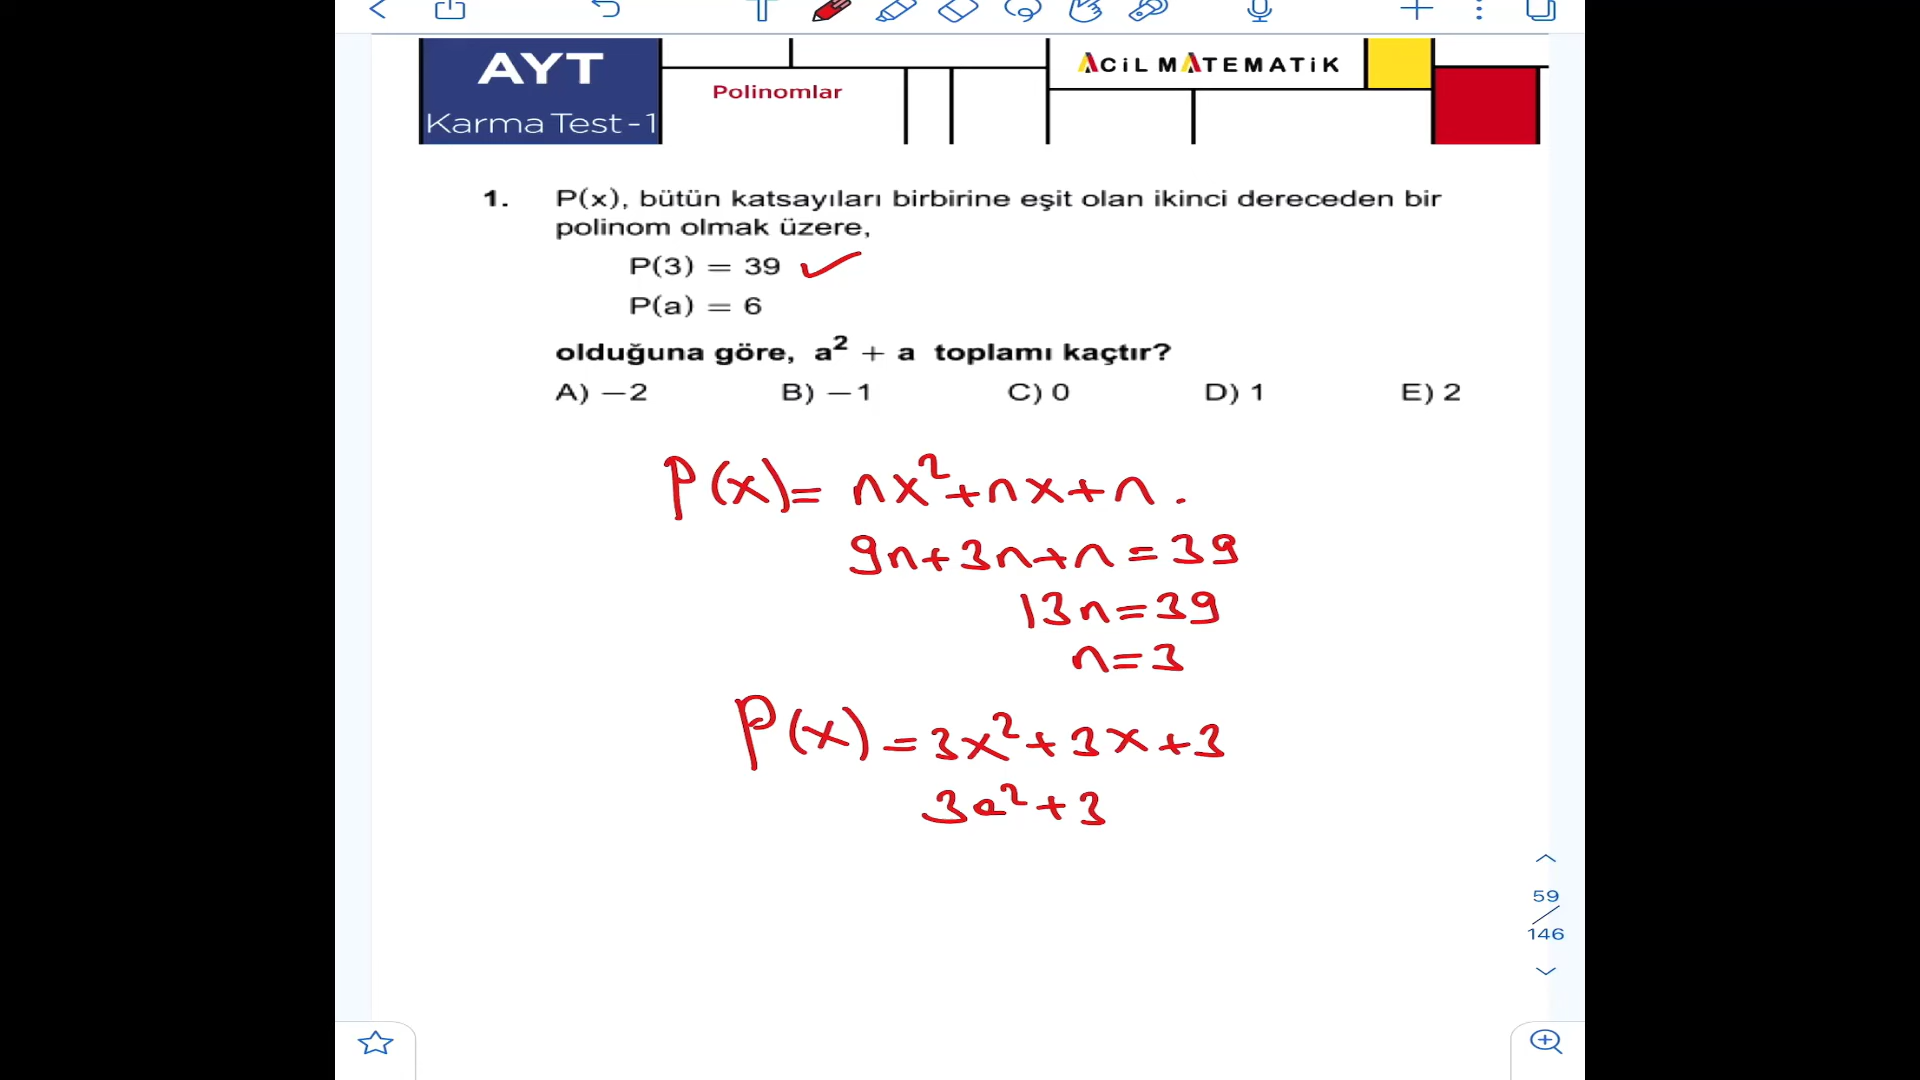 AYT
Karma Test-1
Polinomlar
ACİL MATEMATİK
1. P(x), bütün katsayıları birbirine eşit olan ikinci dereceden bir
polinom olmak üzere,
P(3) = 39 ✓
P(a) = 6
olduğuna göre, a² + a toplamı kaçtır?
A) −2 B) −1 C) 0 D) 1 E) 2
P(x) = nx² + nx + n .
9n + 3n + n = 39
13n = 39
n = 3
P(x) = 3x² + 3x + 3
3a² + 3
59
146